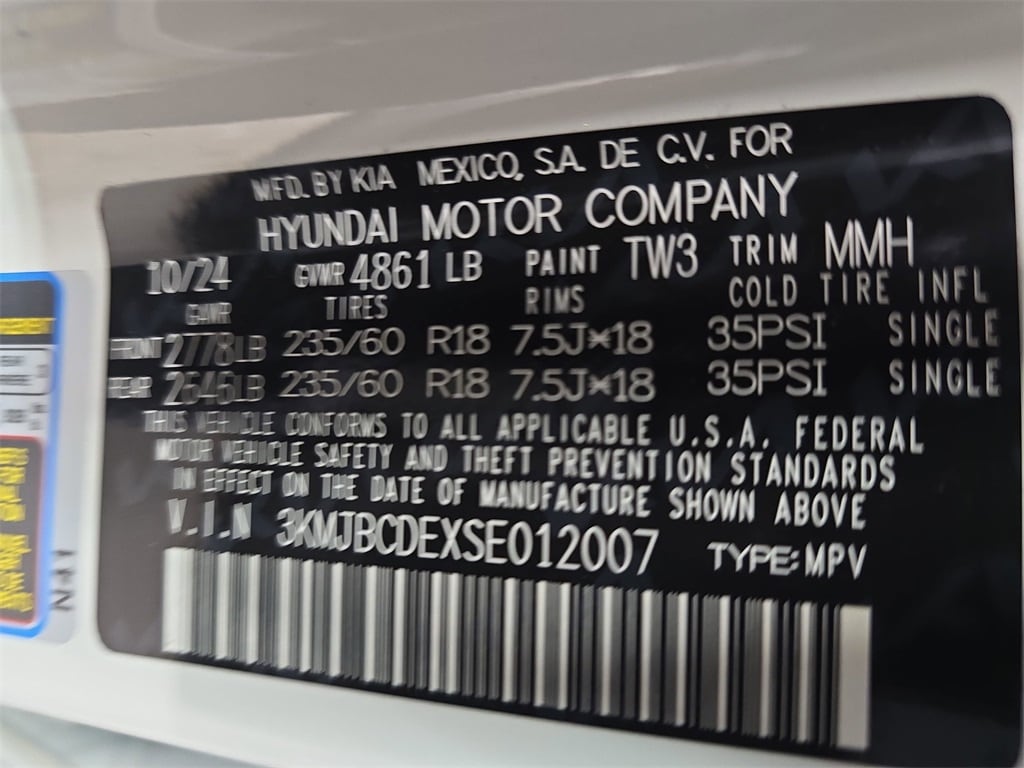 MFD. BY KIA MEXICO, S.A. DE C.V. FOR
HYUNDAI MOTOR COMPANY
10/24 GVWR 4861 LB PAINT TW3 TRIM MMH
GAWR TIRES RIMS COLD TIRE INFL
FRONT 2778LB 235/60 R18 7.5J*18 35PSI SINGLE
REAR 2646LB 235/60 R18 7.5J*18 35PSI SINGLE
THIS VEHICLE CONFORMS TO ALL APPLICABLE U.S.A. FEDERAL
MOTOR VEHICLE SAFETY AND THEFT PREVENTION STANDARDS
IN EFFECT ON THE DATE OF MANUFACTURE SHOWN ABOVE
V.I.N 3KMJBCDEXSE012007 TYPE:MPV